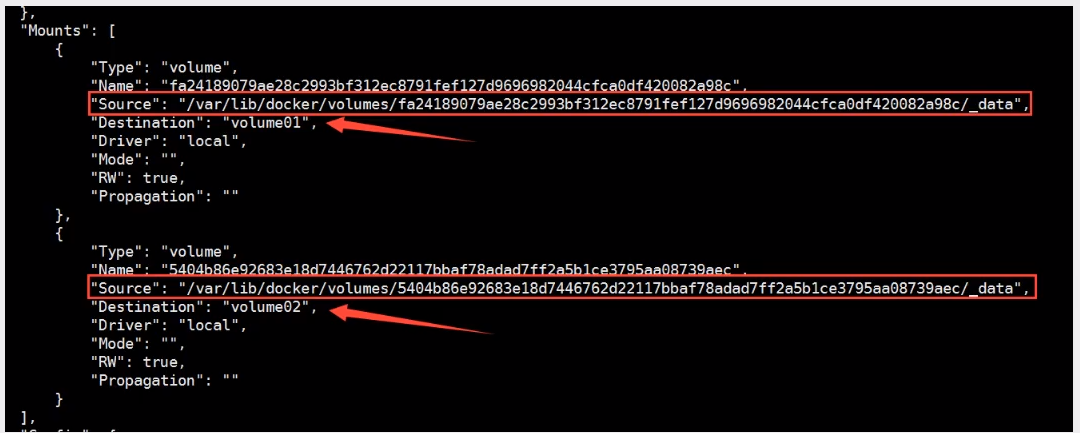 },
"Mounts": [
{
"Type": "volume",
"Name": "fa24189079ae28c2993bf312ec8791fef127d9696982044cfca0df420082a98c",
"Source": "/var/lib/docker/volumes/fa24189079ae28c2993bf312ec8791fef127d9696982044cfca0df420082a98c/_data",
"Destination": "volume01",
"Driver": "local",
"Mode": "",
"RW": true,
"Propagation": ""
},
{
"Type": "volume",
"Name": "5404b86e92683e18d7446762d22117bbaf78adad7ff2a5b1ce3795aa08739aec",
"Source": "/var/lib/docker/volumes/5404b86e92683e18d7446762d22117bbaf78adad7ff2a5b1ce3795aa08739aec/_data",
"Destination": "volume02",
"Driver": "local",
"Mode": "",
"RW": true,
"Propagation": ""
}
],